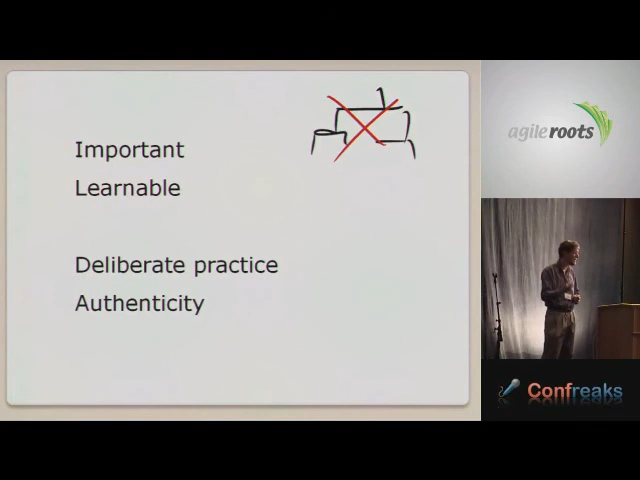 Important
Learnable
Deliberate practice
Authenticity
agileroots
Confreaks